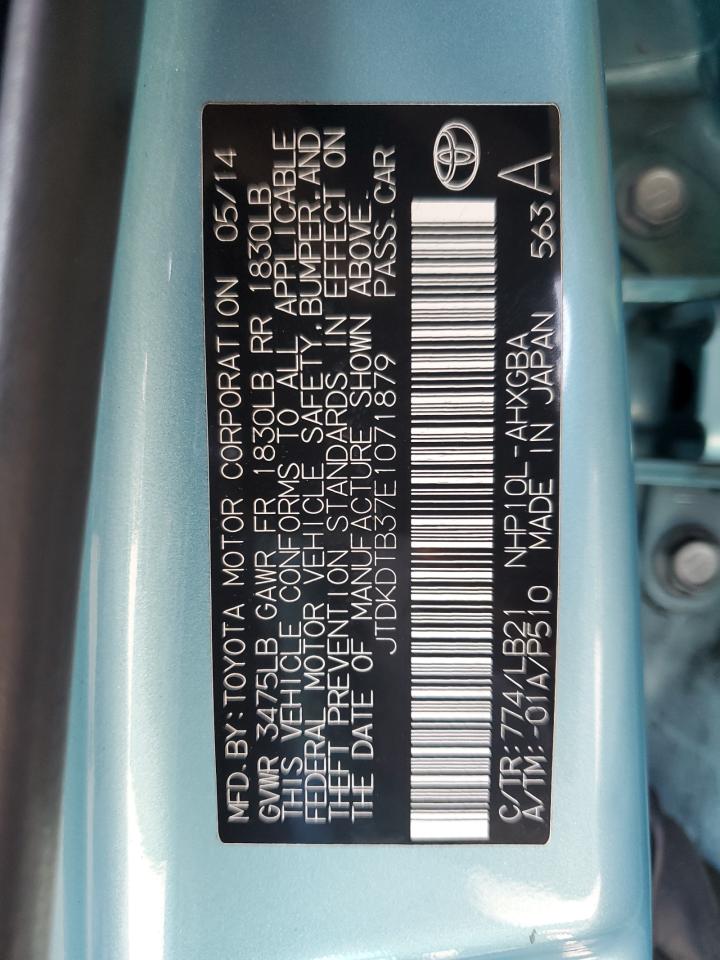 MFD. BY: TOYOTA MOTOR CORPORATION 05/14
GVWR 3475LB GAWR FR 1830LB RR 1830LB
THIS VEHICLE CONFORMS TO ALL APPLICABLE
FEDERAL MOTOR VEHICLE SAFETY, BUMPER, AND
THEFT PREVENTION STANDARDS IN EFFECT ON
THE DATE OF MANUFACTURE SHOWN ABOVE.
JTDKDTB37E1071879 PASS. CAR
C/TR: 774/LB21 NHP10L-AHXGBA
A/TM: -01A/P510 MADE IN JAPAN 563 A